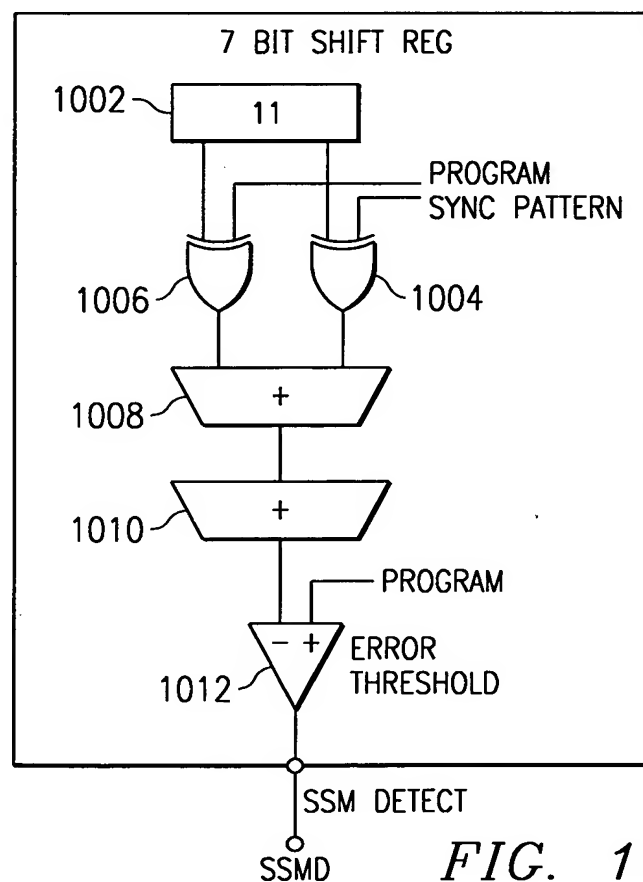 7 BIT SHIFT REG
1002
11
PROGRAM
SYNC PATTERN
1006
1004
1008
+
1010
+
PROGRAM
- +
ERROR
THRESHOLD
1012
SSM DETECT
SSMD
FIG. 1